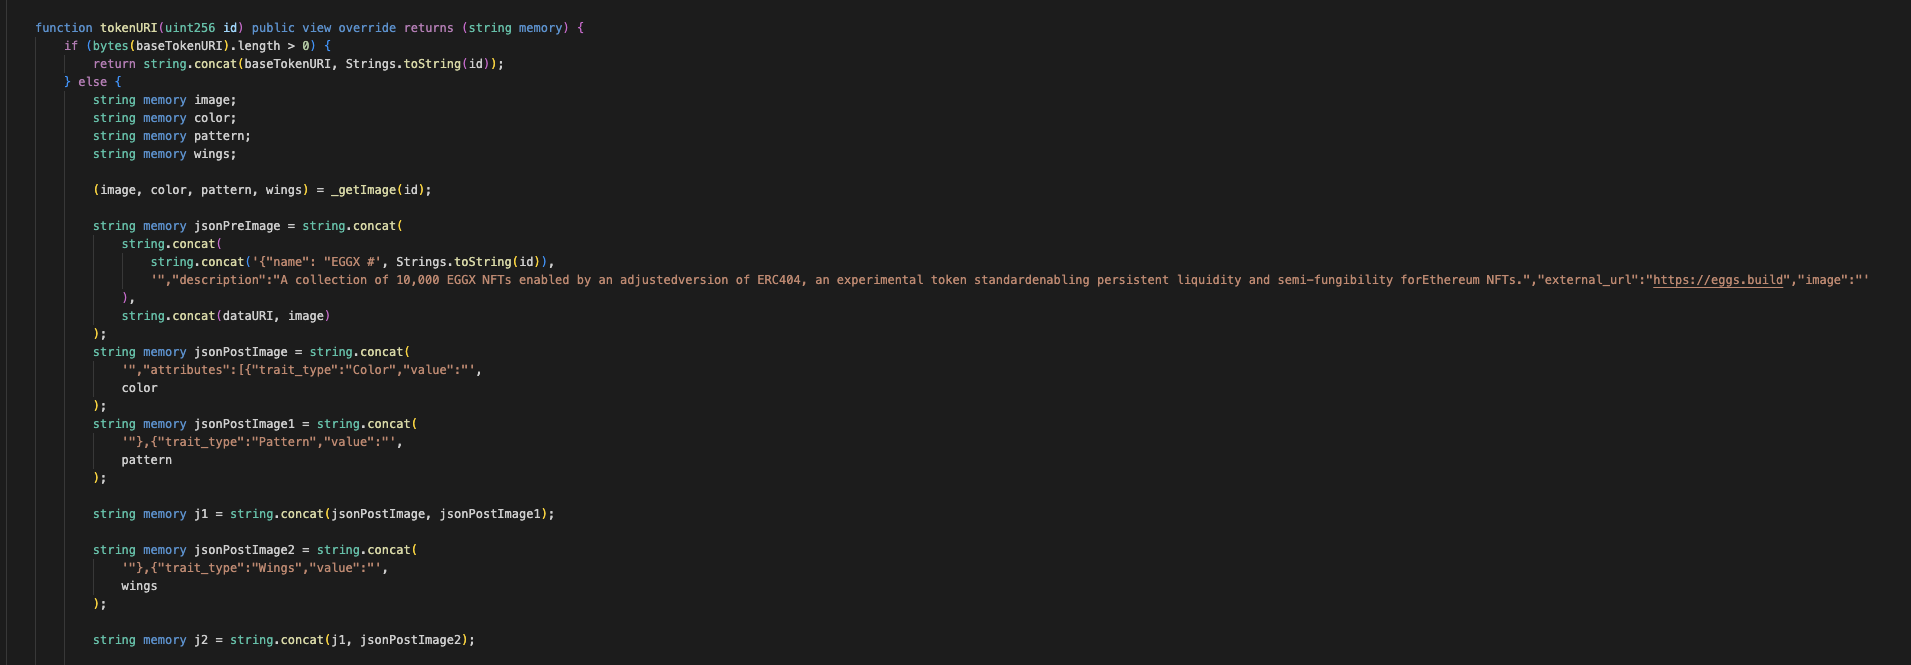 function tokenURI(uint256 id) public view override returns (string memory) {
if (bytes(baseTokenURI).length > 0) {
return string.concat(baseTokenURI, Strings.toString(id));
} else {
string memory image;
string memory color;
string memory pattern;
string memory wings;
(image, color, pattern, wings) = _getImage(id);
string memory jsonPreImage = string.concat(
string.concat(
string.concat('{"name": "EGGX #', Strings.toString(id)),
'","description":"A collection of 10,000 EGGX NFTs enabled by an adjustedversion of ERC404, an experimental token standardenabling persistent liquidity and semi-fungibility forEthereum NFTs.","external_url":"https://eggs.build","image":"'
),
string.concat(dataURI, image)
);
string memory jsonPostImage = string.concat(
'","attributes":[{"trait_type":"Color","value":"',
color
);
string memory jsonPostImage1 = string.concat(
'"},{"trait_type":"Pattern","value":"',
pattern
);
string memory j1 = string.concat(jsonPostImage, jsonPostImage1);
string memory jsonPostImage2 = string.concat(
'"},{"trait_type":"Wings","value":"',
wings
);
string memory j2 = string.concat(j1, jsonPostImage2);